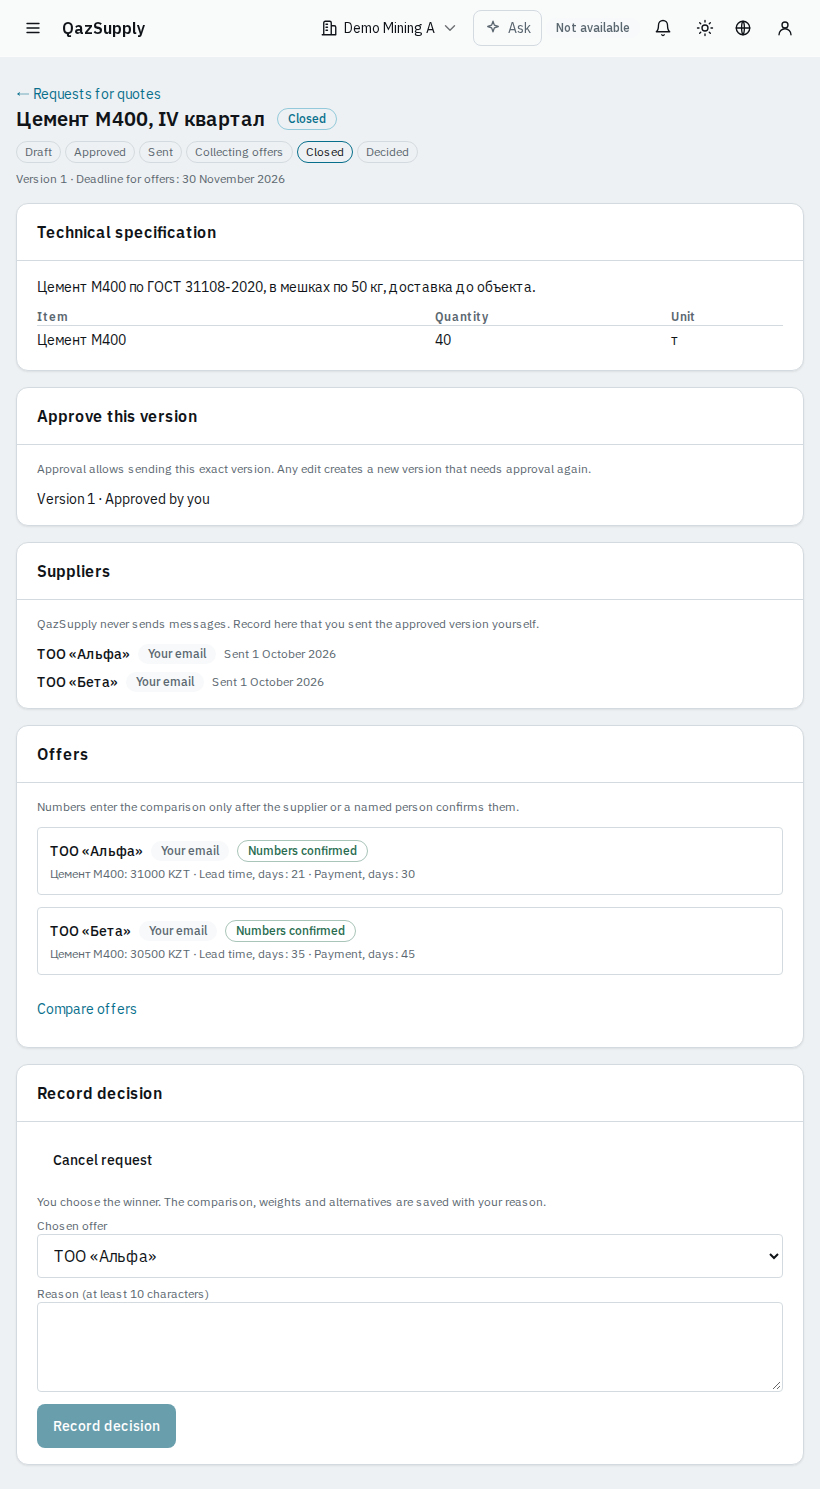 QazSupply Demo Mining A Ask Not available
← Requests for quotes
Цемент М400, IV квартал Closed
Draft Approved Sent Collecting offers Closed Decided
Version 1 · Deadline for offers: 30 November 2026
Technical specification
Цемент М400 по ГОСТ 31108-2020, в мешках по 50 кг, доставка до объекта.
Item Quantity Unit
Цемент М400 40 т
Approve this version
Approval allows sending this exact version. Any edit creates a new version that needs approval again.
Version 1 · Approved by you
Suppliers
QazSupply never sends messages. Record here that you sent the approved version yourself.
ТОО «Альфа» Your email Sent 1 October 2026
ТОО «Бета» Your email Sent 1 October 2026
Offers
Numbers enter the comparison only after the supplier or a named person confirms them.
ТОО «Альфа» Your email Numbers confirmed
Цемент М400: 31000 KZT · Lead time, days: 21 · Payment, days: 30
ТОО «Бета» Your email Numbers confirmed
Цемент М400: 30500 KZT · Lead time, days: 35 · Payment, days: 45
Compare offers
Record decision
Cancel request
You choose the winner. The comparison, weights and alternatives are saved with your reason.
Chosen offer
ТОО «Альфа»
Reason (at least 10 characters)
Record decision